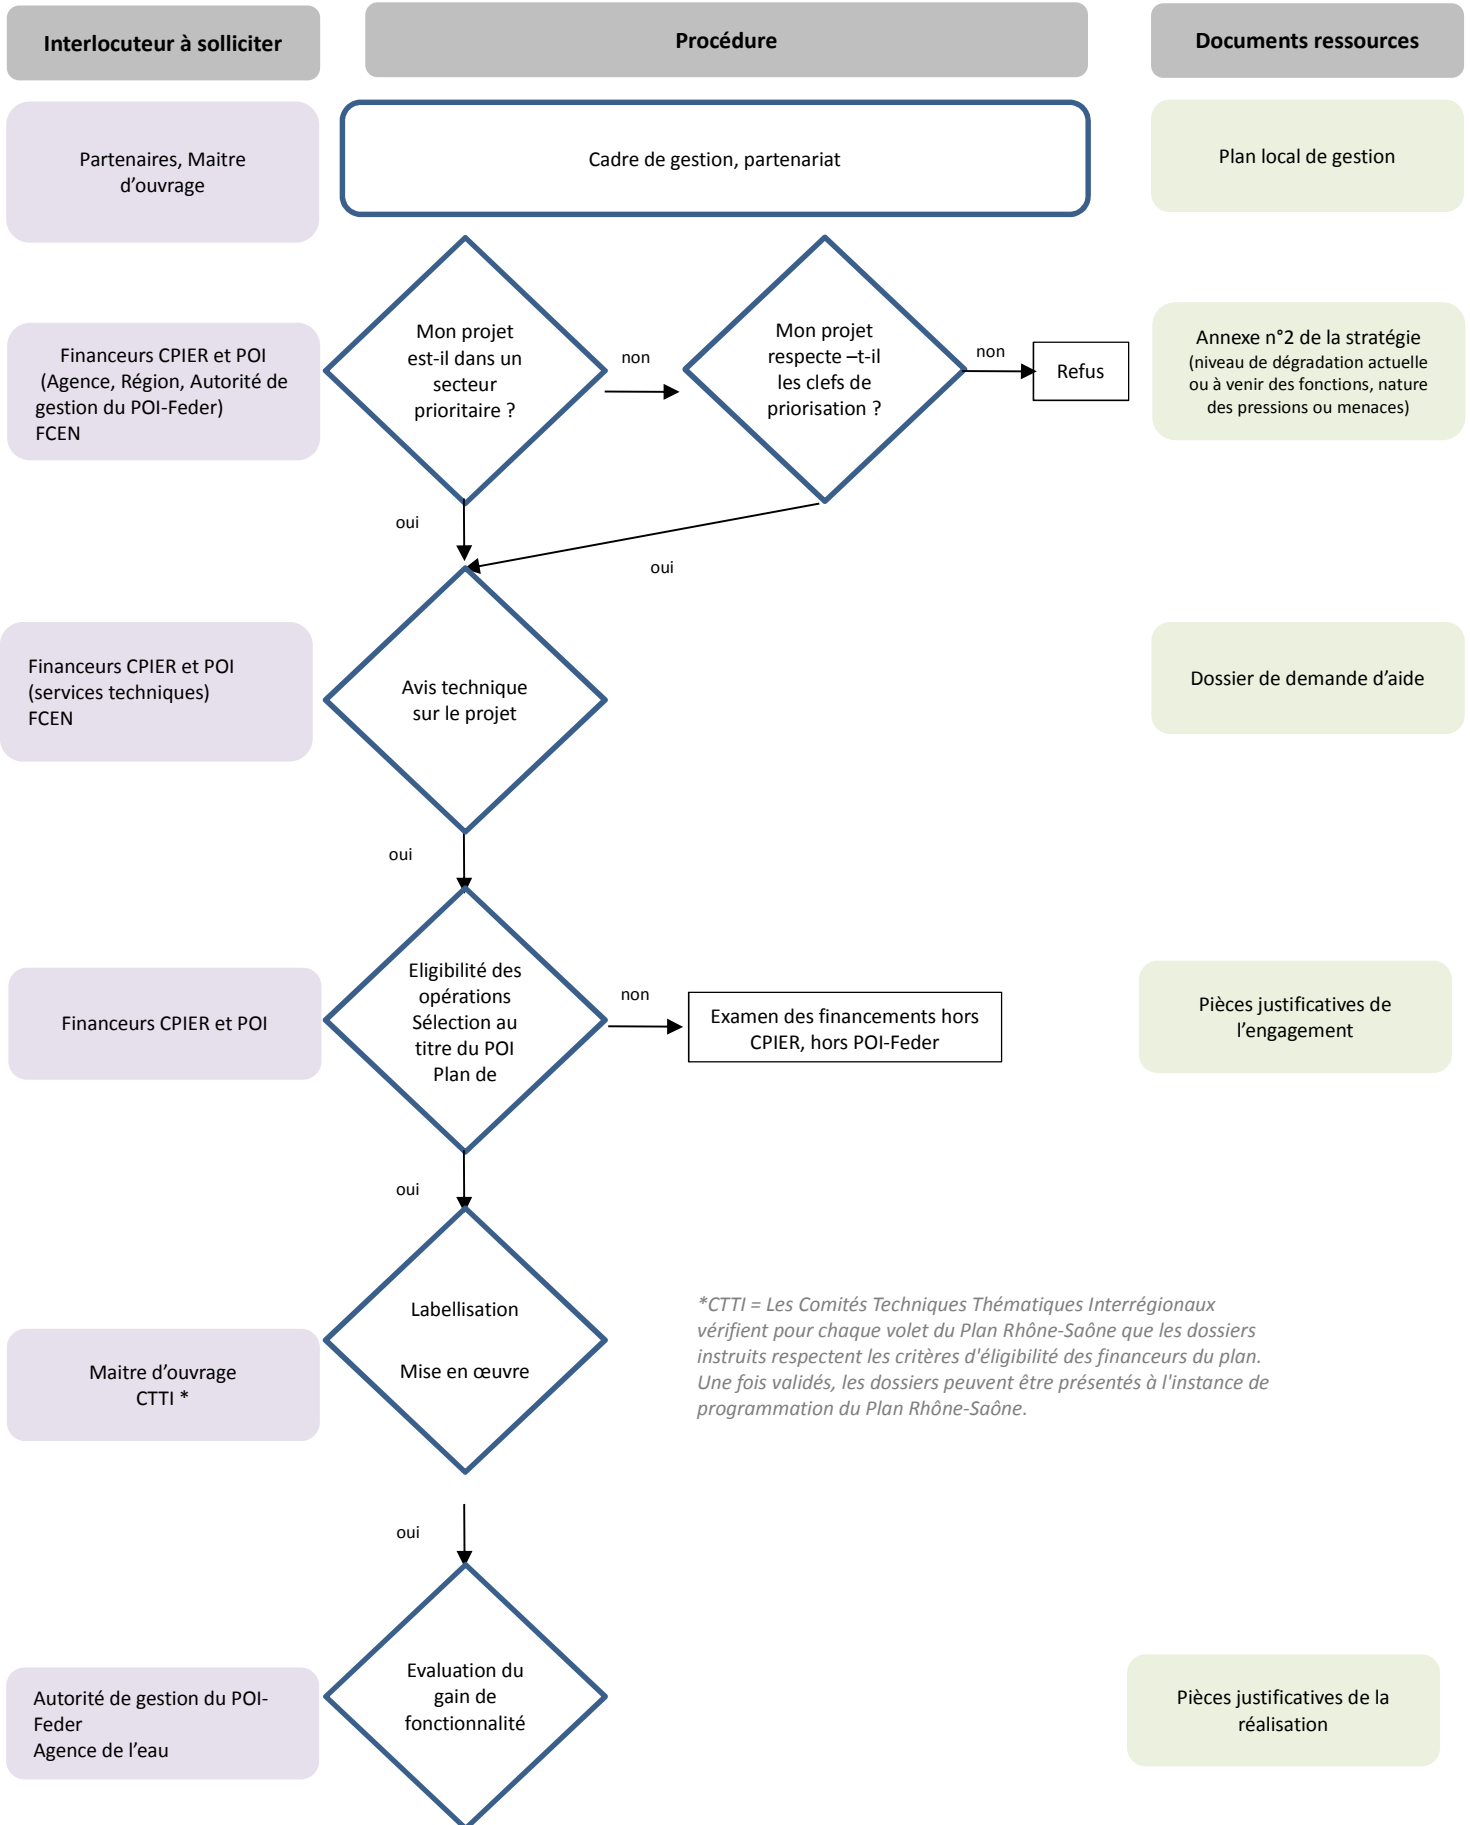 Interlocuteur à solliciter
Procédure
Documents ressources
Partenaires, Maitre
d’ouvrage
Cadre de gestion, partenariat
Plan local de gestion
Financeurs CPIER et POI
(Agence, Région, Autorité de
gestion du POI-Feder)
FCEN
Mon projet
est-il dans un
secteur
prioritaire ?
non
Mon projet
respecte –t-il
les clefs de
priorisation ?
non
Refus
Annexe n°2 de la stratégie
(niveau de dégradation actuelle
ou à venir des fonctions, nature
des pressions ou menaces)
oui
oui
Financeurs CPIER et POI
(services techniques)
FCEN
Avis technique
sur le projet
Dossier de demande d’aide
oui
Financeurs CPIER et POI
Eligibilité des
opérations
Sélection au
titre du POI
Plan de
non
Examen des financements hors
CPIER, hors POI-Feder
Pièces justificatives de
l’engagement
oui
Maitre d’ouvrage
CTTI *
Labellisation
Mise en œuvre
*CTTI = Les Comités Techniques Thématiques Interrégionaux
vérifient pour chaque volet du Plan Rhône-Saône que les dossiers
instruits respectent les critères d'éligibilité des financeurs du plan.
Une fois validés, les dossiers peuvent être présentés à l'instance de
programmation du Plan Rhône-Saône.
oui
Autorité de gestion du POI-
Feder
Agence de l’eau
Evaluation du
gain de
fonctionnalité
Pièces justificatives de la
réalisation